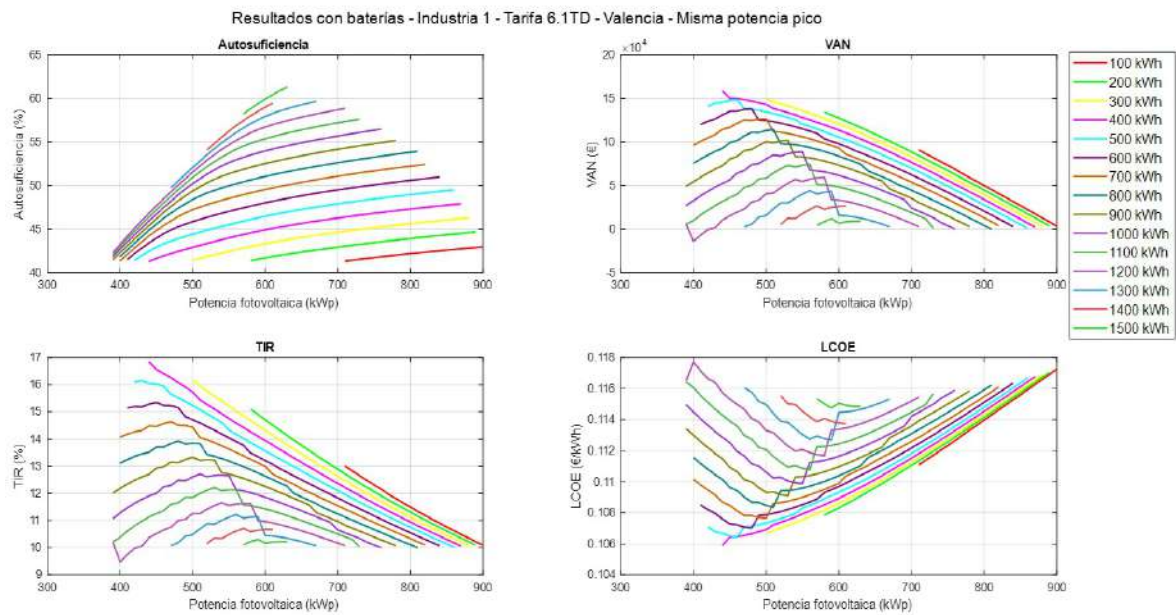 Resultados con baterías - Industria 1 - Tarifa 6.1TD - Valencia - Misma potencia pico
Autosuficiencia
65
60
55
50
45
40
Autosuficiencia (%)
300 400 500 600 700 800 900
Potencia fotovoltaica (kWp)
VAN
×10⁴
20
15
10
5
0
-5
VAN (€)
300 400 500 600 700 800 900
Potencia fotovoltaica (kWp)
100 kWh
200 kWh
300 kWh
400 kWh
500 kWh
600 kWh
700 kWh
800 kWh
900 kWh
1000 kWh
1100 kWh
1200 kWh
1300 kWh
1400 kWh
1500 kWh
TIR
17
16
15
14
13
12
11
10
9
TIR (%)
300 400 500 600 700 800 900
Potencia fotovoltaica (kWp)
LCOE
0.118
0.116
0.114
0.112
0.11
0.108
0.106
0.104
LCOE (€/kWh)
300 400 500 600 700 800 900
Potencia fotovoltaica (kWp)